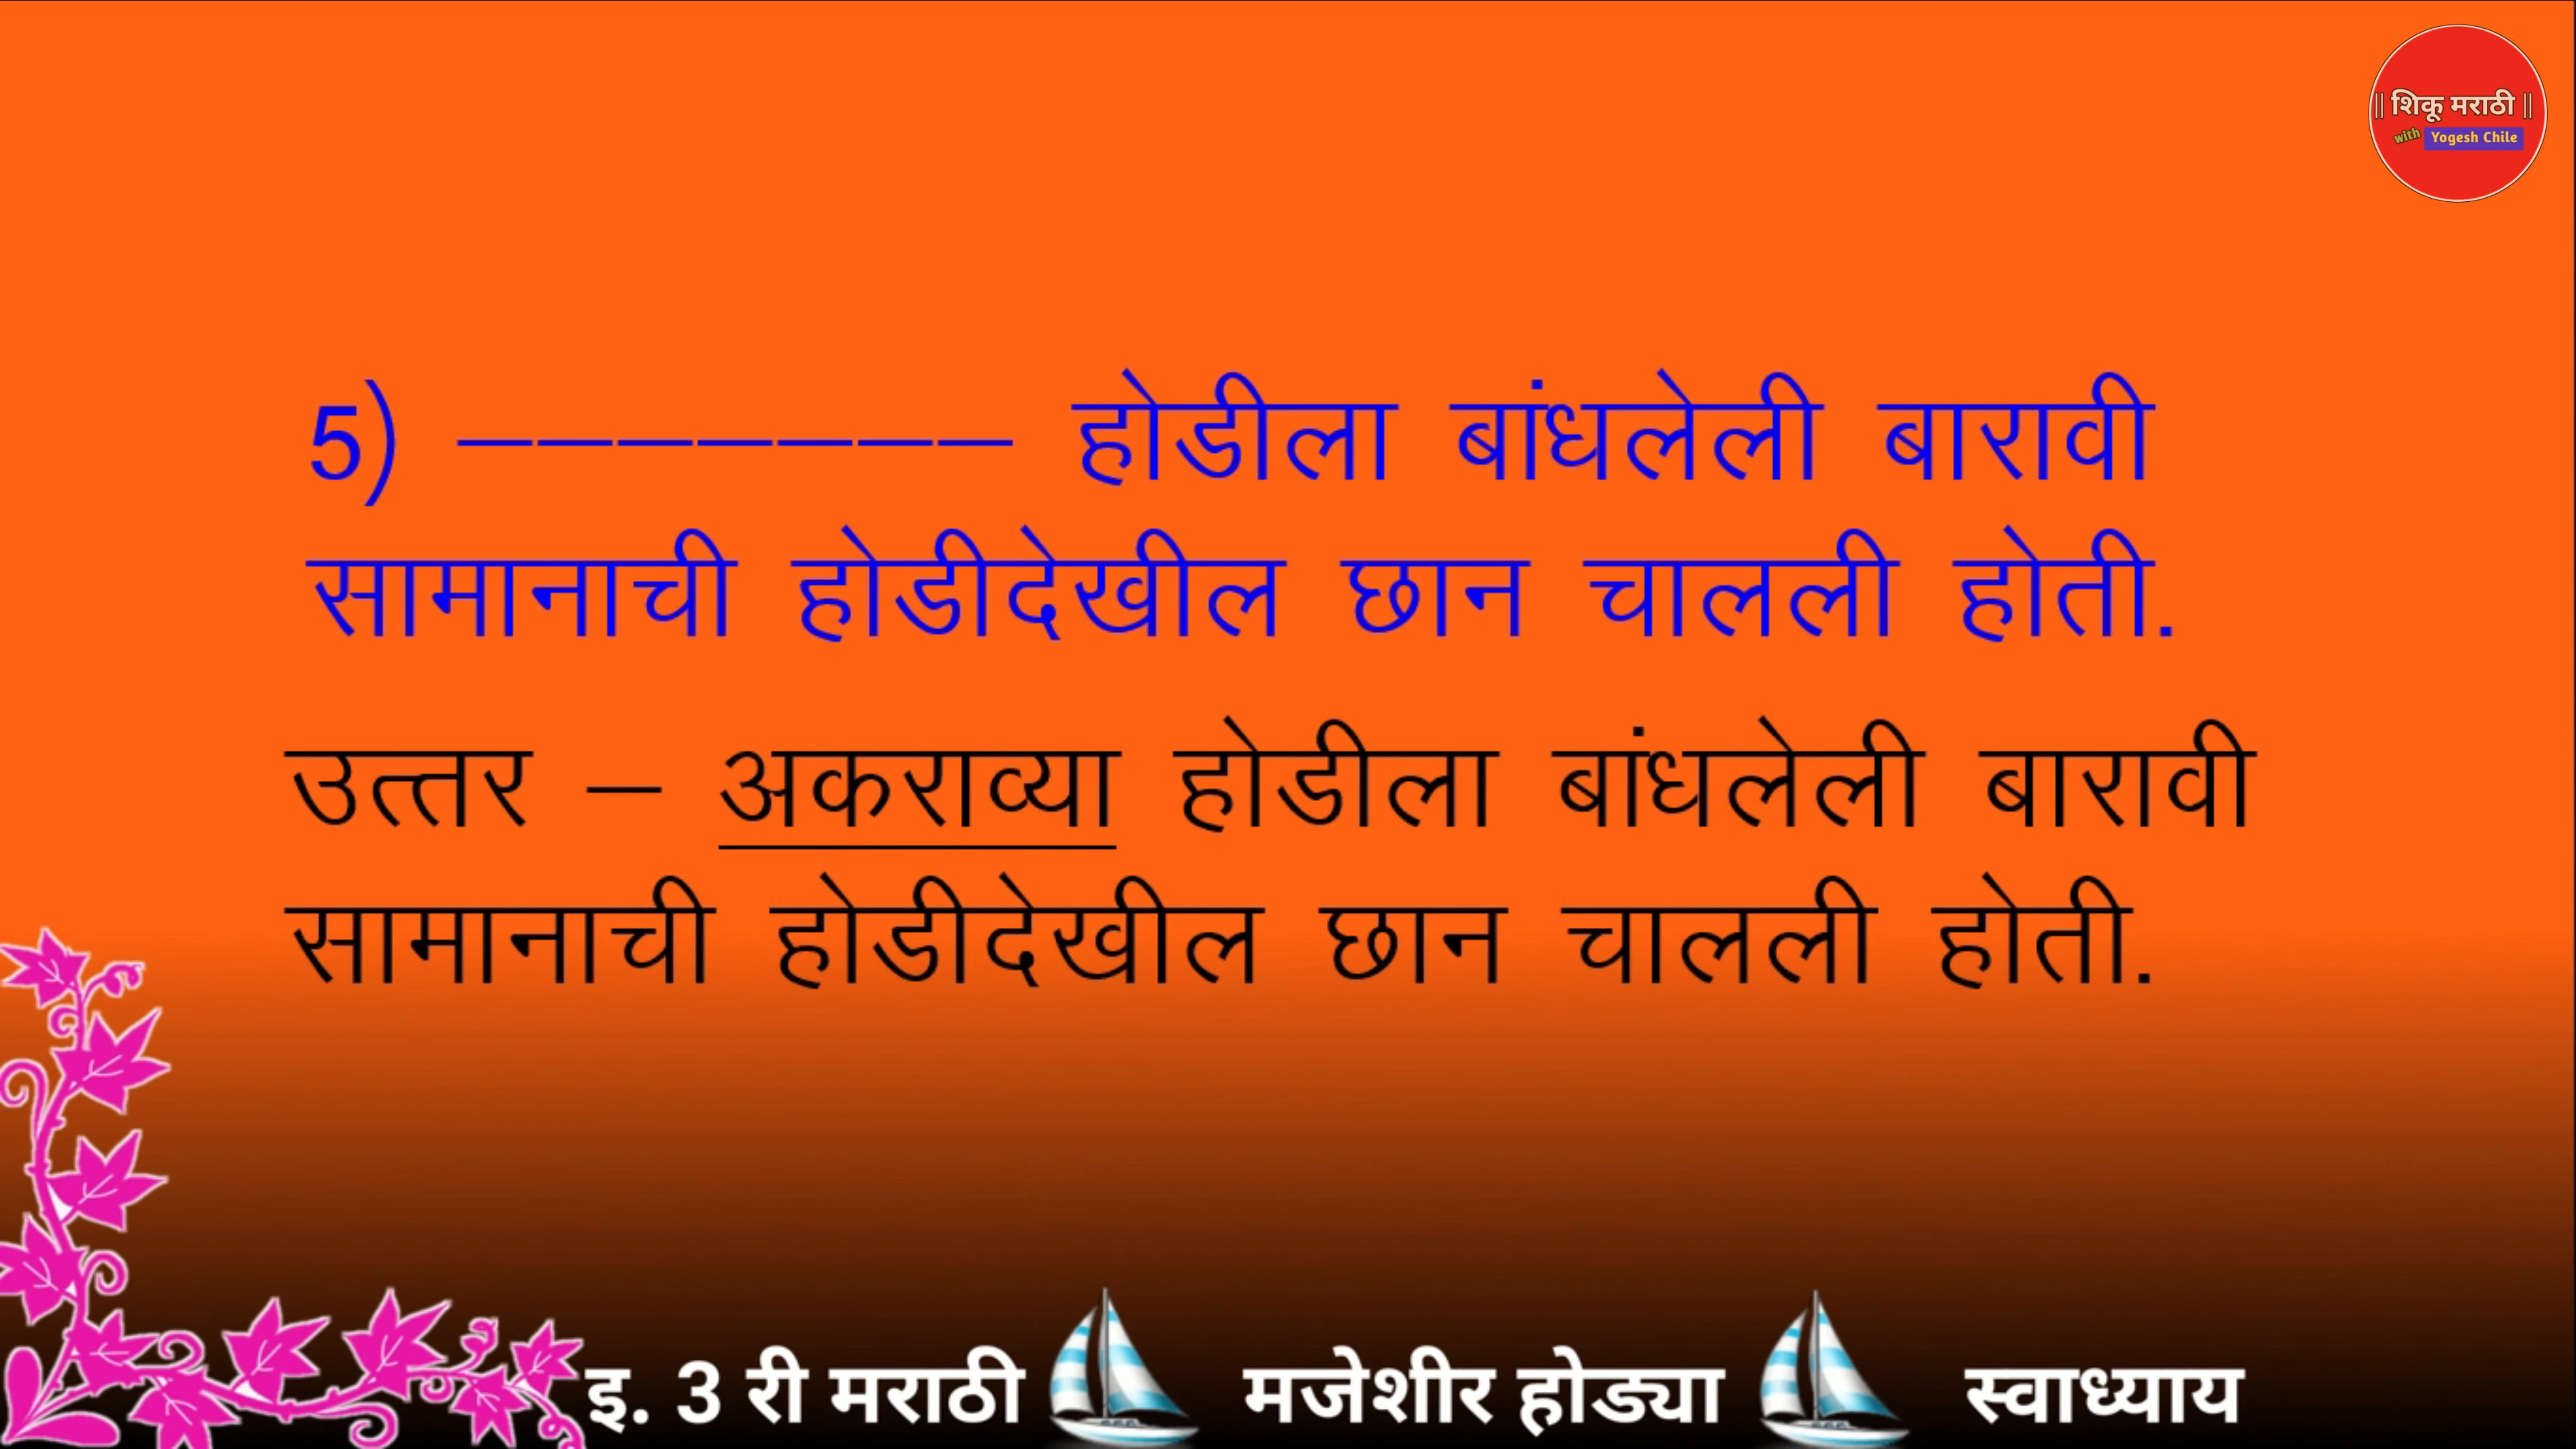 || शिकू मराठी ||
with Yogesh Chile
5) ------- होडीला बांधलेली बारावी
सामानाची होडीदेखील छान चालली होती.
उत्तर – अकराव्या होडीला बांधलेली बारावी
सामानाची होडीदेखील छान चालली होती.
इ. 3 री मराठी मजेशीर होड्या स्वाध्याय